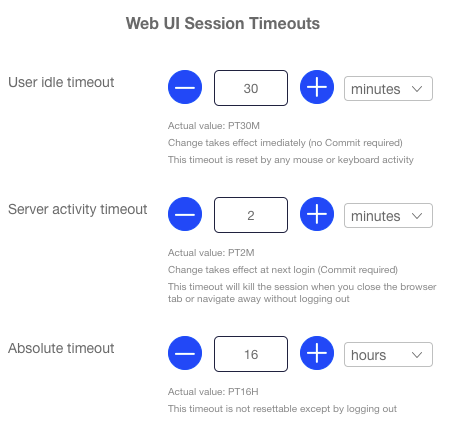 Web UI Session Timeouts
User idle timeout
30
minutes
Actual value: PT30M
Change takes effect imediately (no Commit required)
This timeout is reset by any mouse or keyboard activity
Server activity timeout
2
minutes
Actual value: PT2M
Change takes effect at next login (Commit required)
This timeout will kill the session when you close the browser
tab or navigate away without logging out
Absolute timeout
16
hours
Actual value: PT16H
This timeout is not resettable except by logging out